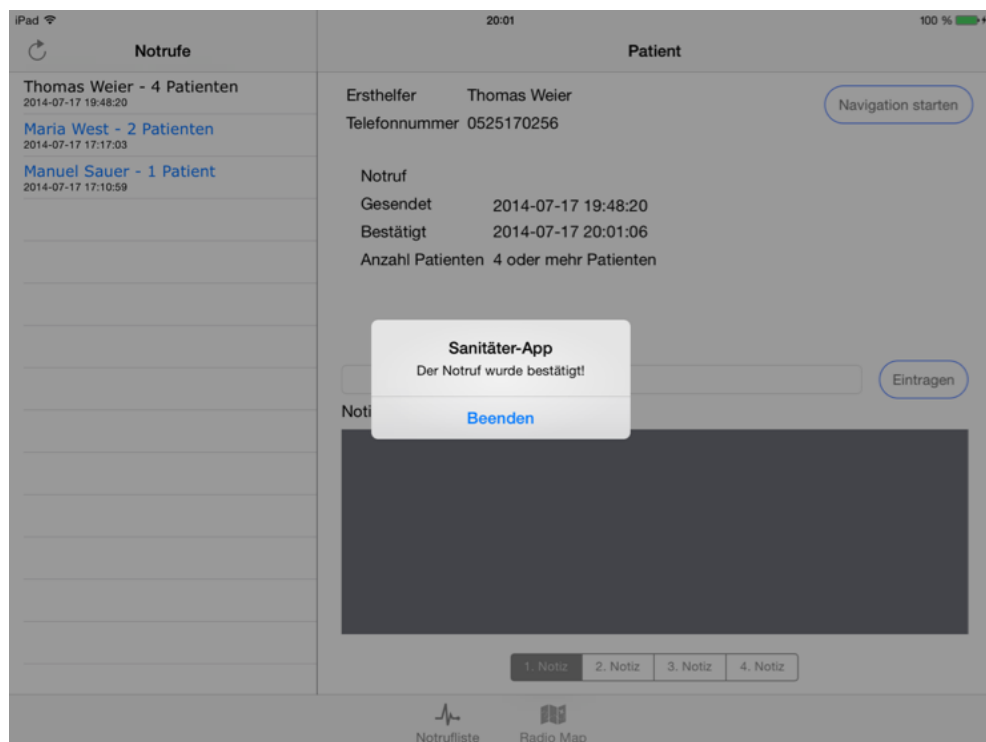 iPad 20:01 100 %
Notrufe
Patient
Thomas Weier - 4 Patienten
2014-07-17 19:48:20
Maria West - 2 Patienten
2014-07-17 17:17:03
Manuel Sauer - 1 Patient
2014-07-17 17:10:59
Ersthelfer Thomas Weier
Navigation starten
Telefonnummer 0525170256
Notruf
Gesendet 2014-07-17 19:48:20
Bestätigt 2014-07-17 20:01:06
Anzahl Patienten 4 oder mehr Patienten
Sanitäter-App
Der Notruf wurde bestätigt!
Beenden
Eintragen
Noti
1. Notiz 2. Notiz 3. Notiz 4. Notiz
Notrufliste Radio Map